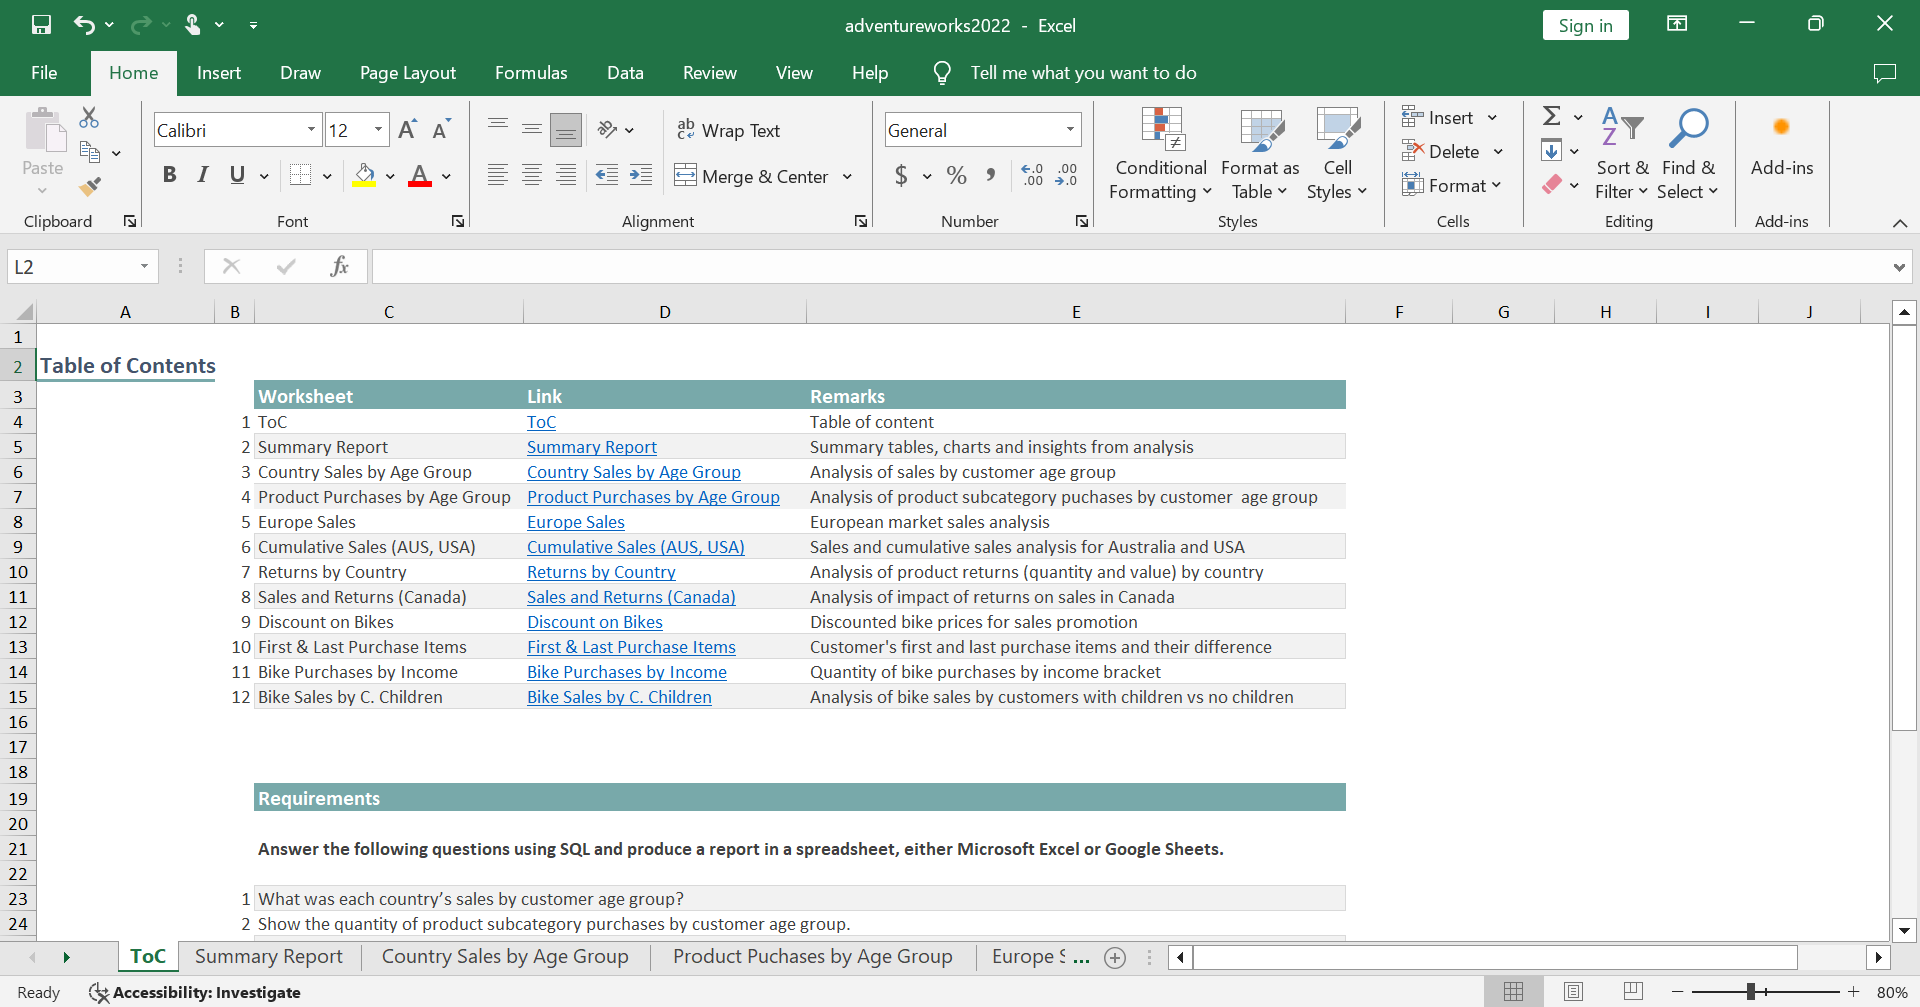 adventureworks2022 - Excel
Sign in
File Home Insert Draw Page Layout Formulas Data Review View Help Tell me what you want to do
Paste
Clipboard
Calibri 12
B I U A
Font
Wrap Text
Merge & Center
Alignment
General
$ % ,
Number
Conditional Formatting
Format as Table
Cell Styles
Styles
Insert
Delete
Format
Cells
Sort & Filter
Find & Select
Editing
Add-ins
Add-ins
L2
fx
A B C D E F G H I J
1
2 Table of Contents
3 Worksheet Link Remarks
4 1 ToC ToC Table of content
5 2 Summary Report Summary Report Summary tables, charts and insights from analysis
6 3 Country Sales by Age Group Country Sales by Age Group Analysis of sales by customer age group
7 4 Product Purchases by Age Group Product Purchases by Age Group Analysis of product subcategory puchases by customer age group
8 5 Europe Sales Europe Sales European market sales analysis
9 6 Cumulative Sales (AUS, USA) Cumulative Sales (AUS, USA) Sales and cumulative sales analysis for Australia and USA
10 7 Returns by Country Returns by Country Analysis of product returns (quantity and value) by country
11 8 Sales and Returns (Canada) Sales and Returns (Canada) Analysis of impact of returns on sales in Canada
12 9 Discount on Bikes Discount on Bikes Discounted bike prices for sales promotion
13 10 First & Last Purchase Items First & Last Purchase Items Customer's first and last purchase items and their difference
14 11 Bike Purchases by Income Bike Purchases by Income Quantity of bike purchases by income bracket
15 12 Bike Sales by C. Children Bike Sales by C. Children Analysis of bike sales by customers with children vs no children
16
17
18
19 Requirements
20
21 Answer the following questions using SQL and produce a report in a spreadsheet, either Microsoft Excel or Google Sheets.
22
23 1 What was each country’s sales by customer age group?
24 2 Show the quantity of product subcategory purchases by customer age group.
ToC Summary Report Country Sales by Age Group Product Puchases by Age Group Europe S ...
Ready Accessibility: Investigate 80%